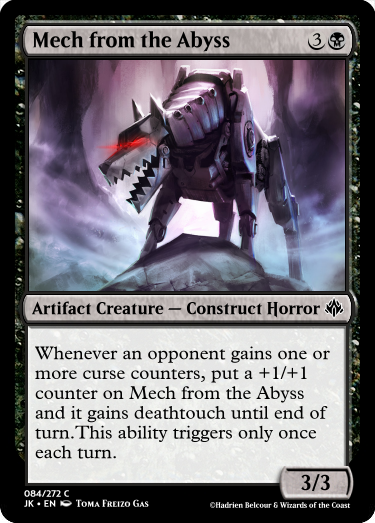 Mech from the Abyss 3
Artifact Creature — Construct Horror
Whenever an opponent gains one or
more curse counters, put a +1/+1
counter on Mech from the Abyss
and it gains deathtouch until end of
turn.This ability triggers only once
each turn.
3/3
084/272 C
JK • EN Toma Freizo Gas
©Hadrien Belcour & Wizards of the Coast